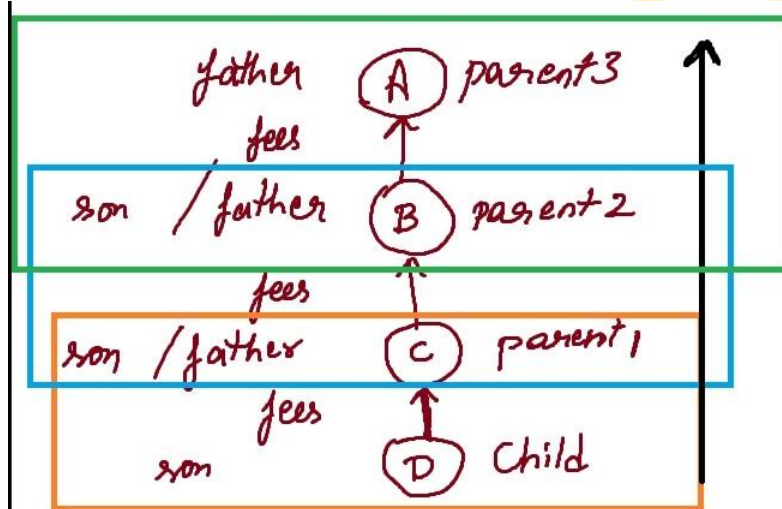 father A parent3
fees
son / father B parent2
fees
son / father C parent1
fees
son D Child